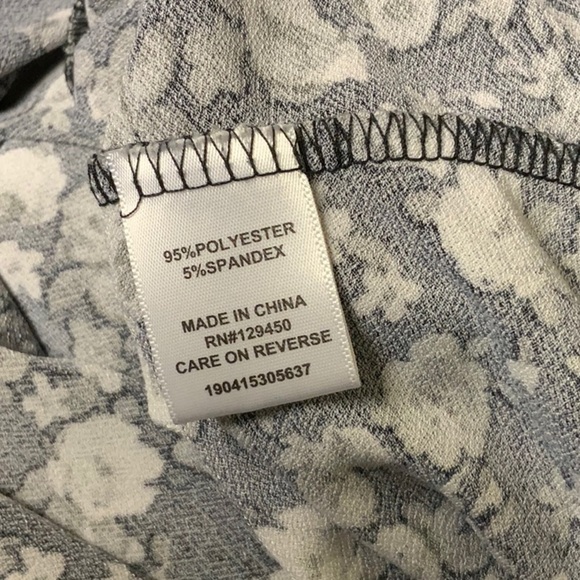 95%POLYESTER
5%SPANDEX
MADE IN CHINA
RN#129450
CARE ON REVERSE
190415305637